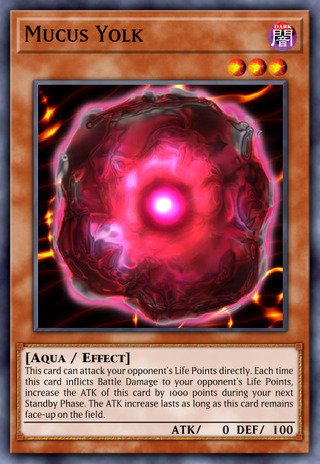 Mucus Yolk
DARK
闇
[Aqua / Effect]
This card can attack your opponent's Life Points directly. Each time
this card inflicts Battle Damage to your opponent's Life Points,
increase the ATK of this card by 1000 points during your next
Standby Phase. The ATK increase lasts as long as this card remains
face-up on the field.
ATK/ 0 DEF/ 100